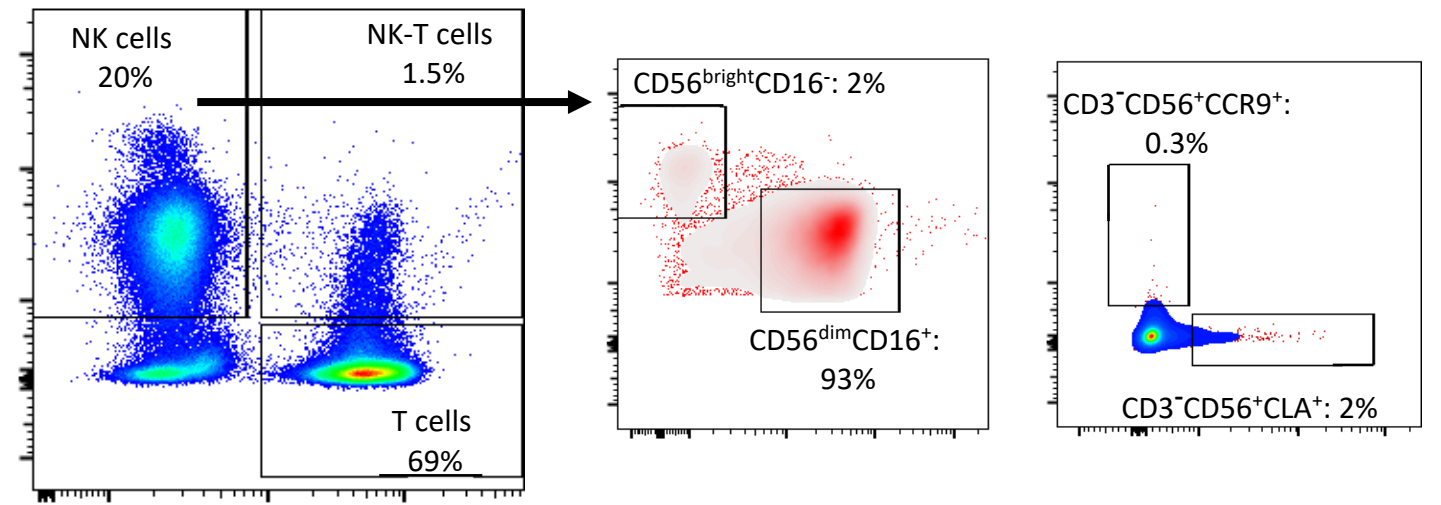 NK cells
20%
NK-T cells
1.5%
T cells
69%
CD56ᵇʳⁱᵍʰᵗCD16⁻: 2%
CD56ᵈⁱᵐCD16⁺:
93%
CD3⁻CD56⁺CCR9⁺:
0.3%
CD3⁻CD56⁺CLA⁺: 2%